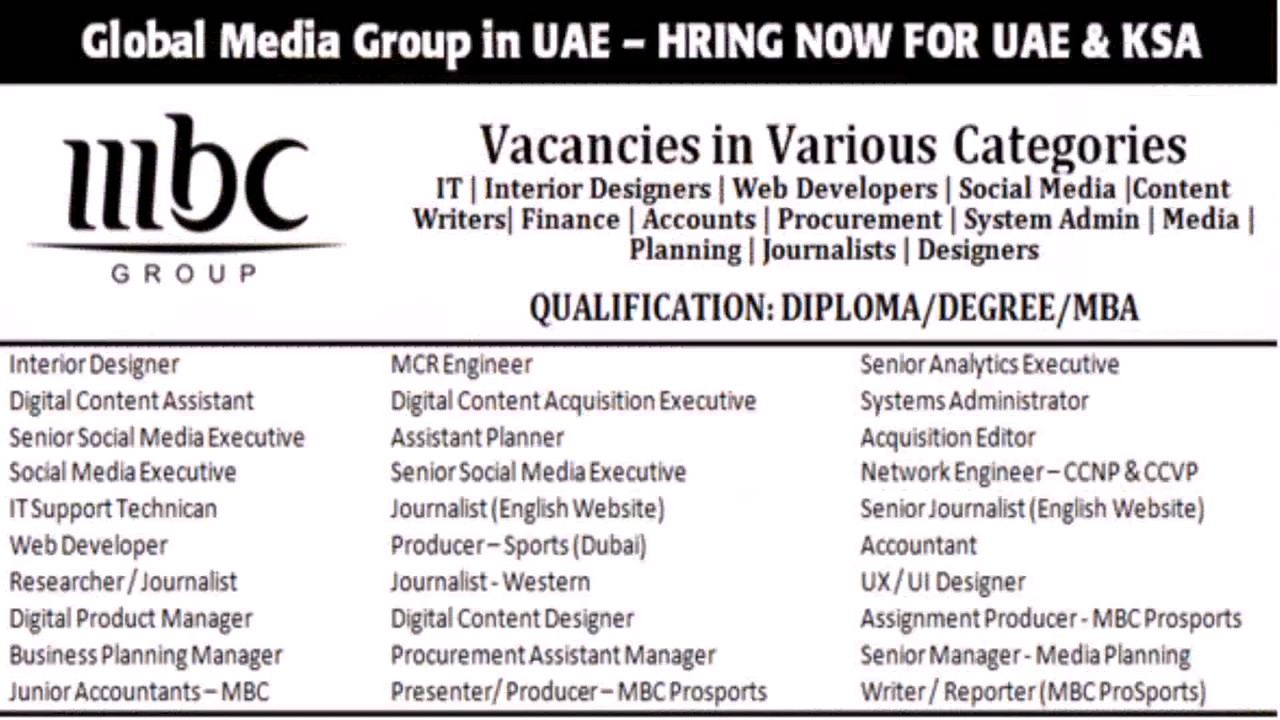 Global Media Group in UAE – HRING NOW FOR UAE & KSA
mbc
GROUP
Vacancies in Various Categories
IT | Interior Designers | Web Developers | Social Media |Content
Writers| Finance | Accounts | Procurement | System Admin | Media |
Planning | Journalists | Designers
QUALIFICATION: DIPLOMA/DEGREE/MBA
Interior Designer
Digital Content Assistant
Senior Social Media Executive
Social Media Executive
IT Support Technican
Web Developer
Researcher / Journalist
Digital Product Manager
Business Planning Manager
Junior Accountants – MBC
MCR Engineer
Digital Content Acquisition Executive
Assistant Planner
Senior Social Media Executive
Journalist (English Website)
Producer – Sports (Dubai)
Journalist - Western
Digital Content Designer
Procurement Assistant Manager
Presenter/ Producer – MBC Prosports
Senior Analytics Executive
Systems Administrator
Acquisition Editor
Network Engineer – CCNP & CCVP
Senior Journalist (English Website)
Accountant
UX / UI Designer
Assignment Producer - MBC Prosports
Senior Manager - Media Planning
Writer / Reporter (MBC ProSports)